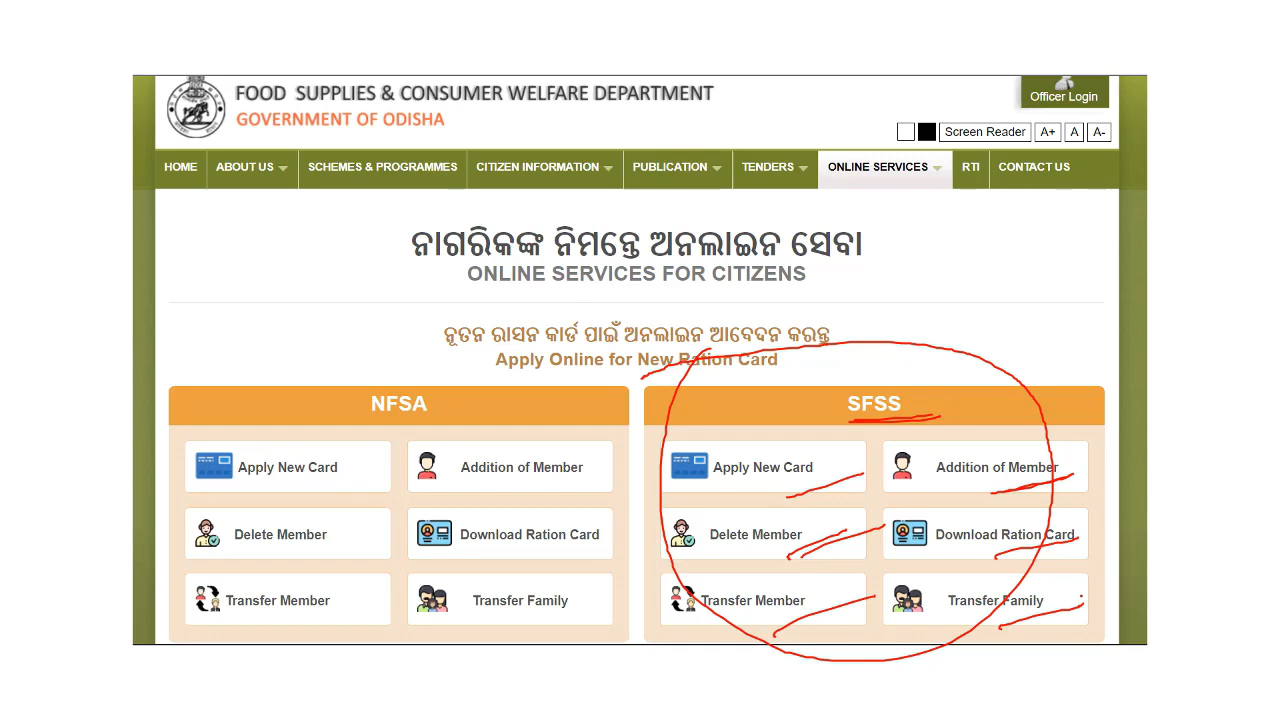 FOOD SUPPLIES & CONSUMER WELFARE DEPARTMENT
GOVERNMENT OF ODISHA
Officer Login
Screen Reader A+ A A-
HOME ABOUT US SCHEMES & PROGRAMMES CITIZEN INFORMATION PUBLICATION TENDERS ONLINE SERVICES RTI CONTACT US
ନାଗରିକଙ୍କ ନିମନ୍ତେ ଅନଲାଇନ ସେବା
ONLINE SERVICES FOR CITIZENS
ନୂତନ ରାସନ କାର୍ଡ ପାଇଁ ଅନଲାଇନ ଆବେଦନ କରନ୍ତୁ
Apply Online for New Ration Card
NFSA
Apply New Card Addition of Member
Delete Member Download Ration Card
Transfer Member Transfer Family
SFSS
Apply New Card Addition of Member
Delete Member Download Ration Card
Transfer Member Transfer Family